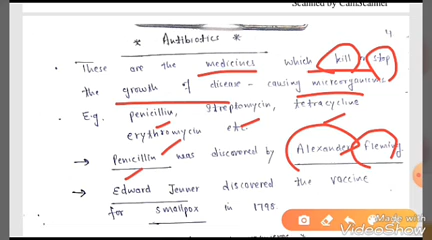 Scanned by CamScanner
* Antibiotics *
These are the medicines which kill or stop
the growth of disease - causing microorganisms.
E.g. penicillin, streptomycin, tetracycline
erythromycin etc.
→ Penicillin was discovered by Alexander Fleming
→ Edward Jenner discovered the vaccine
for smallpox in 1798.
Made with
VideoShow